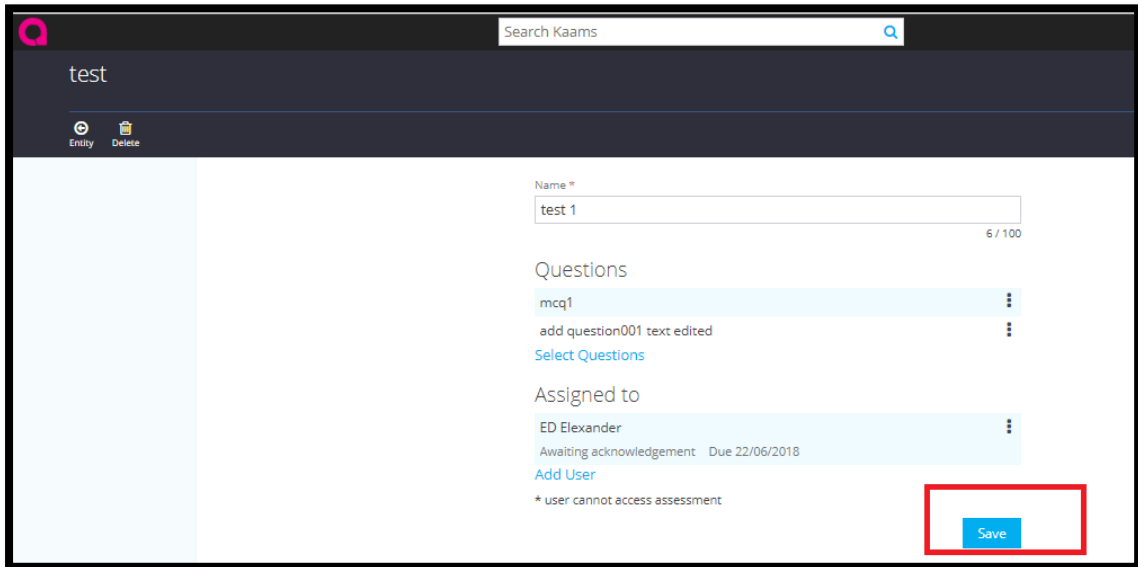 Search Kaams
test
Entity Delete
Name *
test 1
6 / 100
Questions
mcq1
add question001 text edited
Select Questions
Assigned to
ED Elexander
Awaiting acknowledgement Due 22/06/2018
Add User
* user cannot access assessment
Save